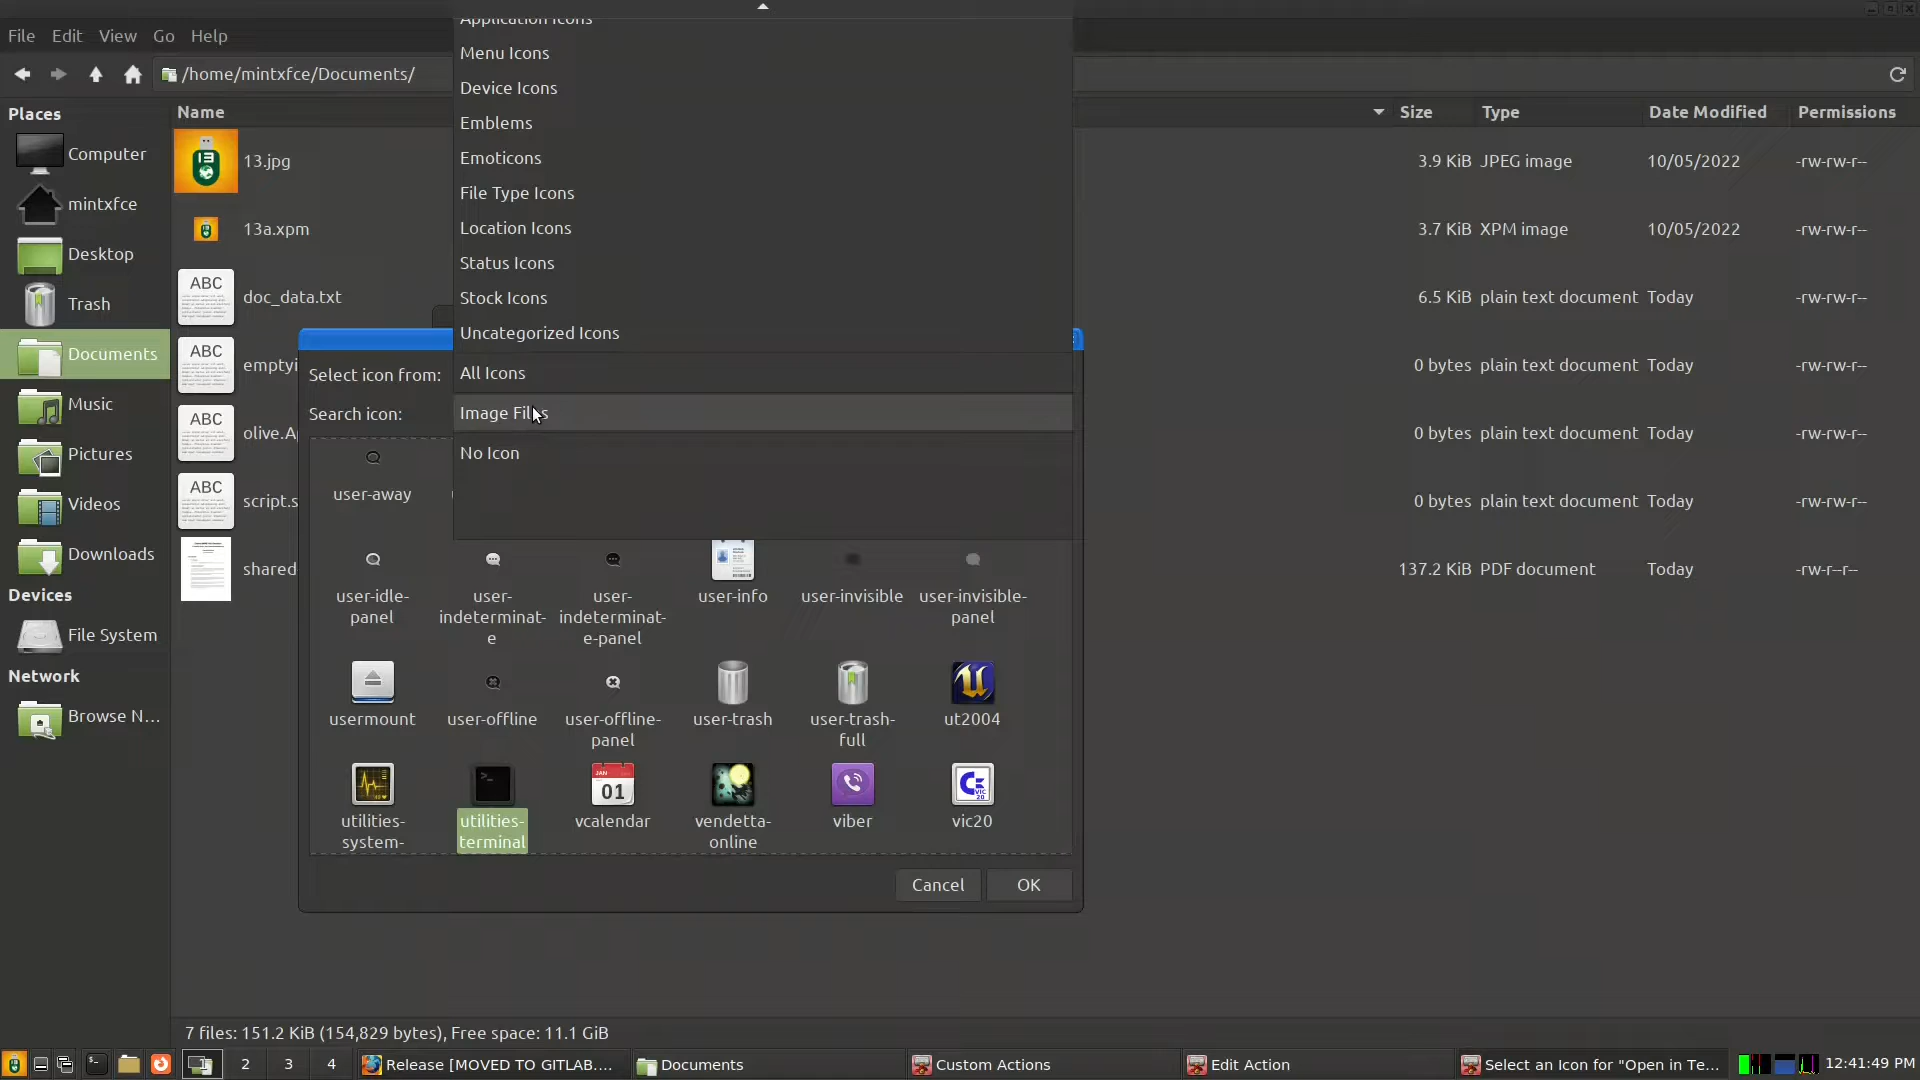 File Edit View Go Help
/home/mintxfce/Documents/
Places
Computer
mintxfce
Desktop
Trash
Documents
Music
Pictures
Videos
Downloads
Devices
File System
Network
Browse N...
Name Size Type Date Modified Permissions
13.jpg 3.9 KiB JPEG image 10/05/2022 -rw-rw-r--
13a.xpm 3.7 KiB XPM image 10/05/2022 -rw-rw-r--
ABC doc_data.txt 6.5 KiB plain text document Today -rw-rw-r--
ABC emptyi 0 bytes plain text document Today -rw-rw-r--
ABC olive.Ap 0 bytes plain text document Today -rw-rw-r--
ABC script.s 0 bytes plain text document Today -rw-rw-r--
shared 137.2 KiB PDF document Today -rw-r--r--
Application Icons
Menu Icons
Device Icons
Emblems
Emoticons
File Type Icons
Location Icons
Status Icons
Stock Icons
Uncategorized Icons
Select icon from: All Icons
Search icon: Image Files
No Icon
user-away
user-idle-
panel
user-
indeterminat-
e
user-
indeterminat-
e-panel
user-info
user-invisible
user-invisible-
panel
usermount
user-offline
user-offline-
panel
user-trash
user-trash-
full
ut2004
utilities-
system-
utilities-
terminal
JAN
01
vcalendar
vendetta-
online
viber
VIC
20
vic20
Cancel OK
7 files: 151.2 KiB (154,829 bytes), Free space: 11.1 GiB
1 2 3 4 Release [MOVED TO GITLAB.... Documents Custom Actions Edit Action Select an Icon for "Open in Te... 12:41:49 PM